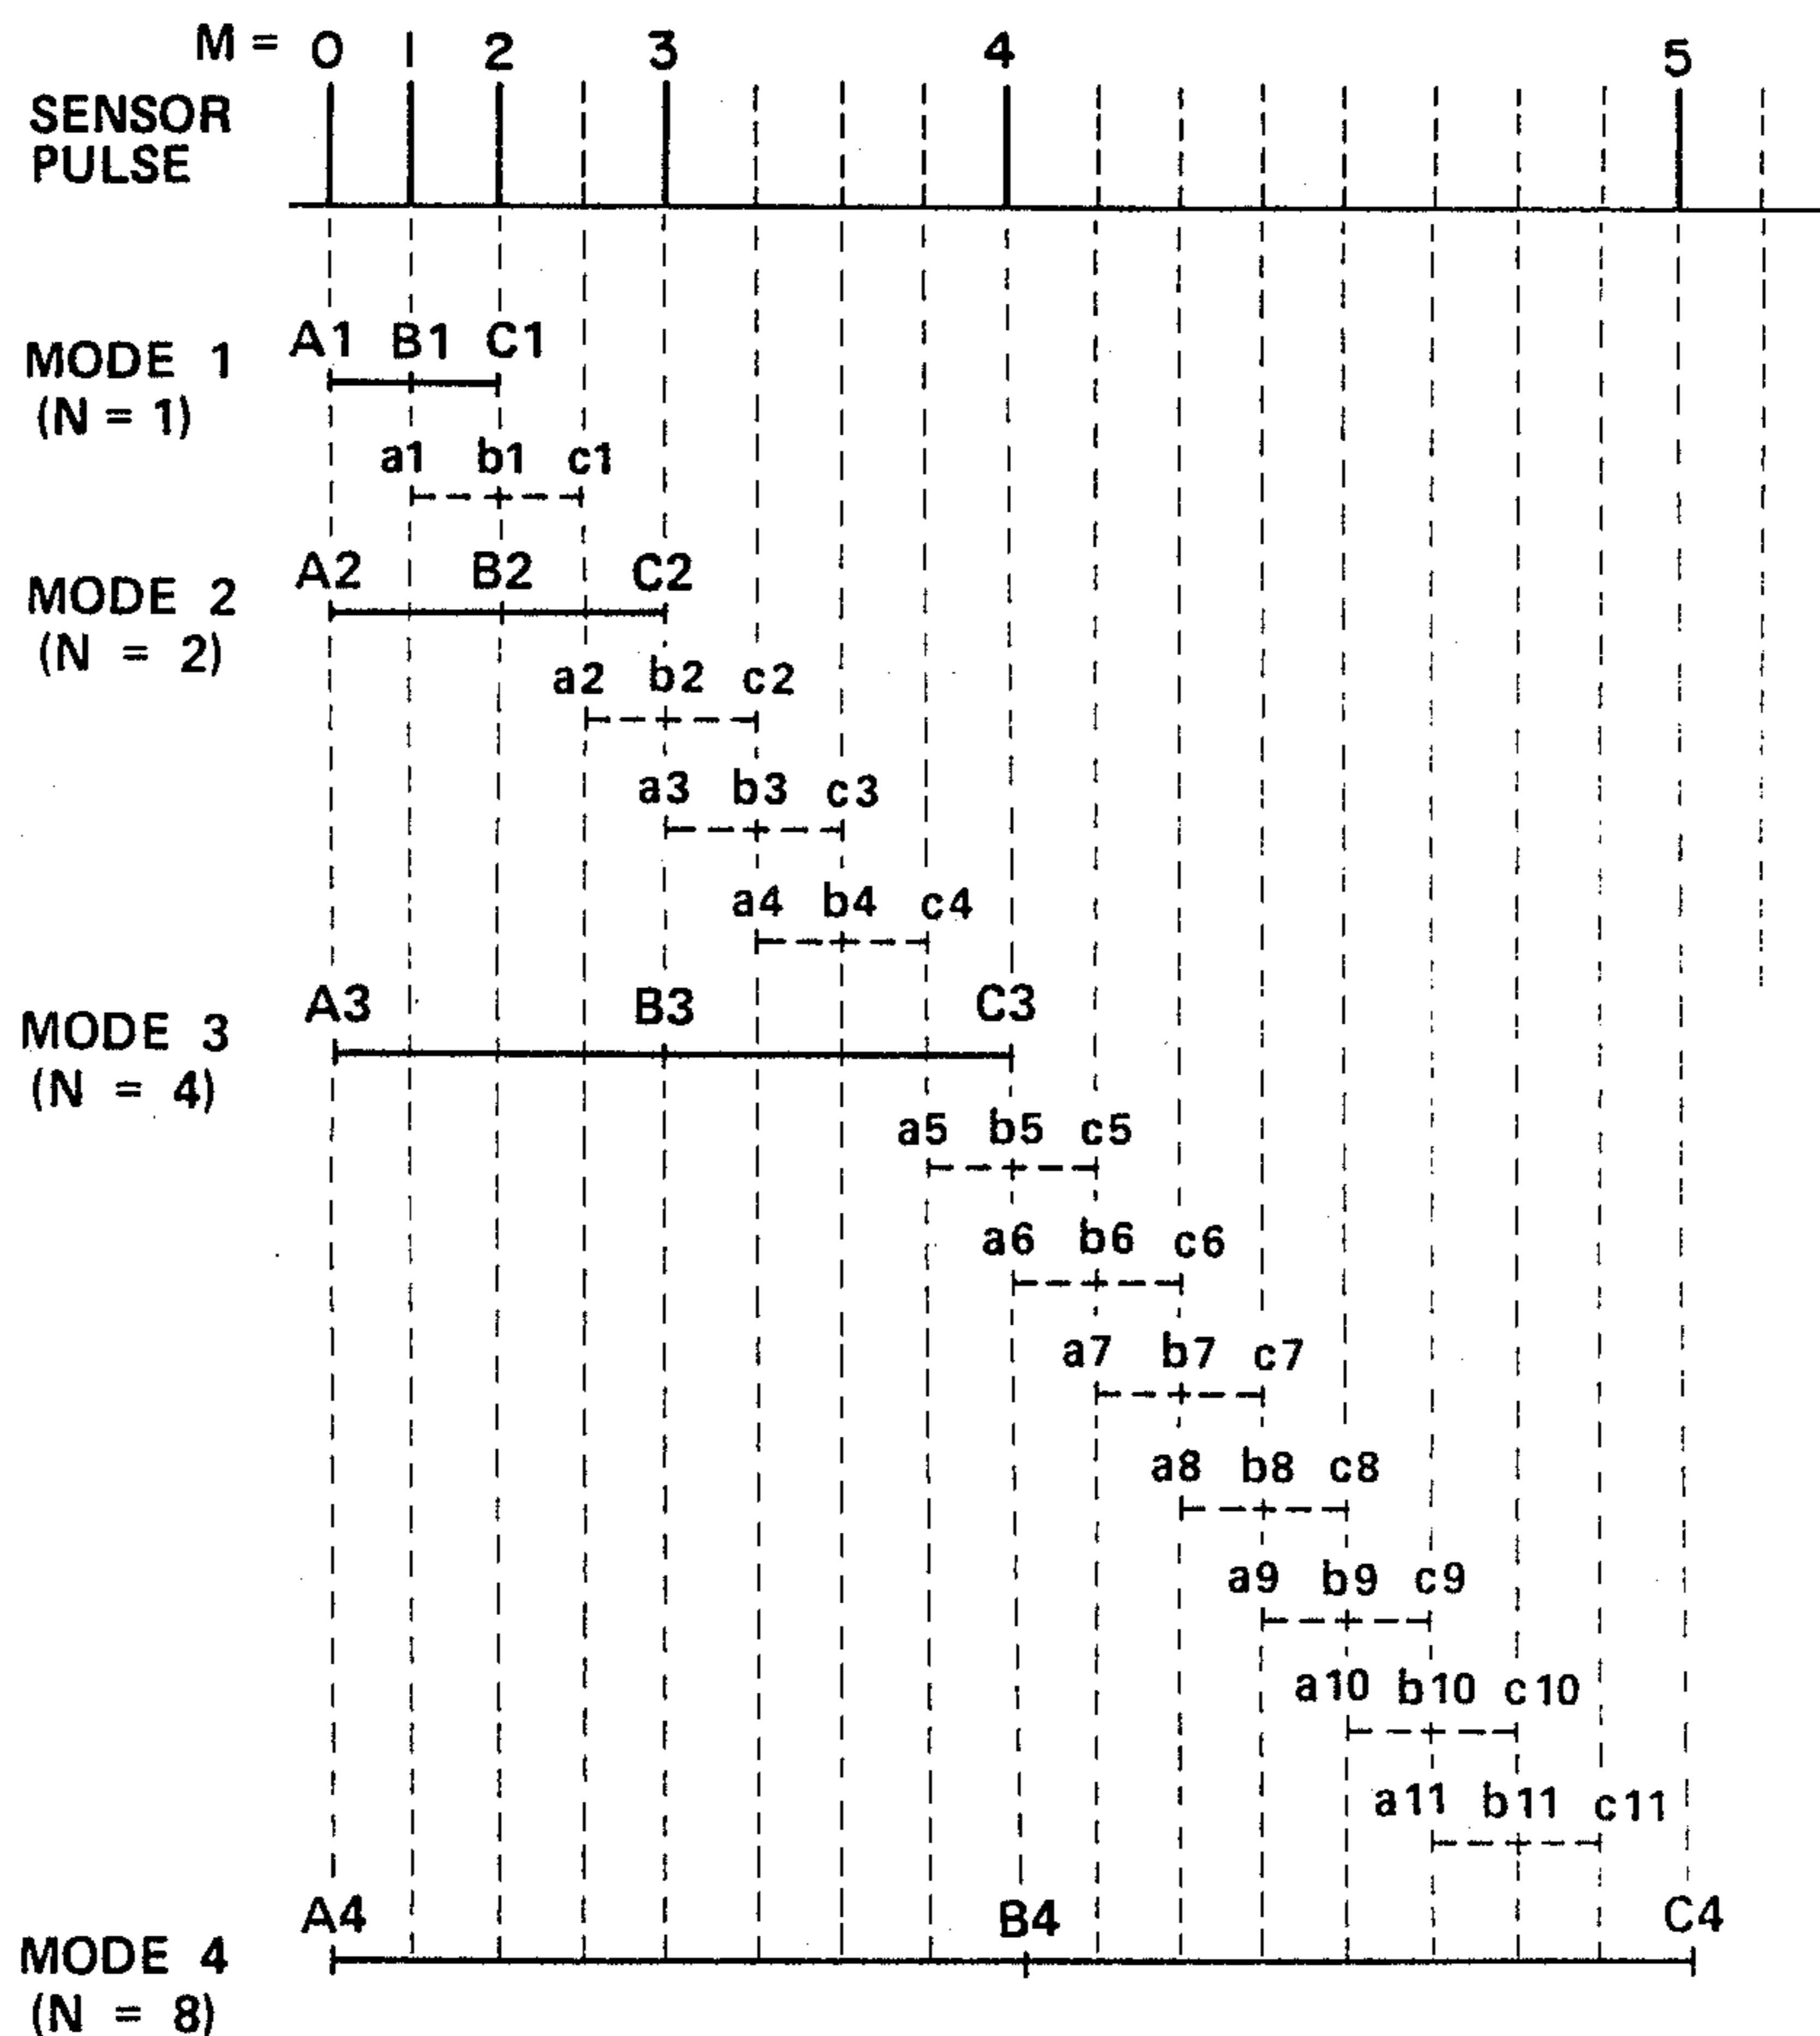 M = 0 1 2 3 4 5
SENSOR
PULSE
A1 B1 C1
MODE 1
(N = 1)
a1 b1 c1
A2 B2 C2
MODE 2
(N = 2)
a2 b2 c2
a3 b3 c3
a4 b4 c4
A3 B3 C3
MODE 3
(N = 4)
a5 b5 c5
a6 b6 c6
a7 b7 c7
a8 b8 c8
a9 b9 c9
a10 b10 c10
a11 b11 c11
A4 B4 C4
MODE 4
(N = 8)